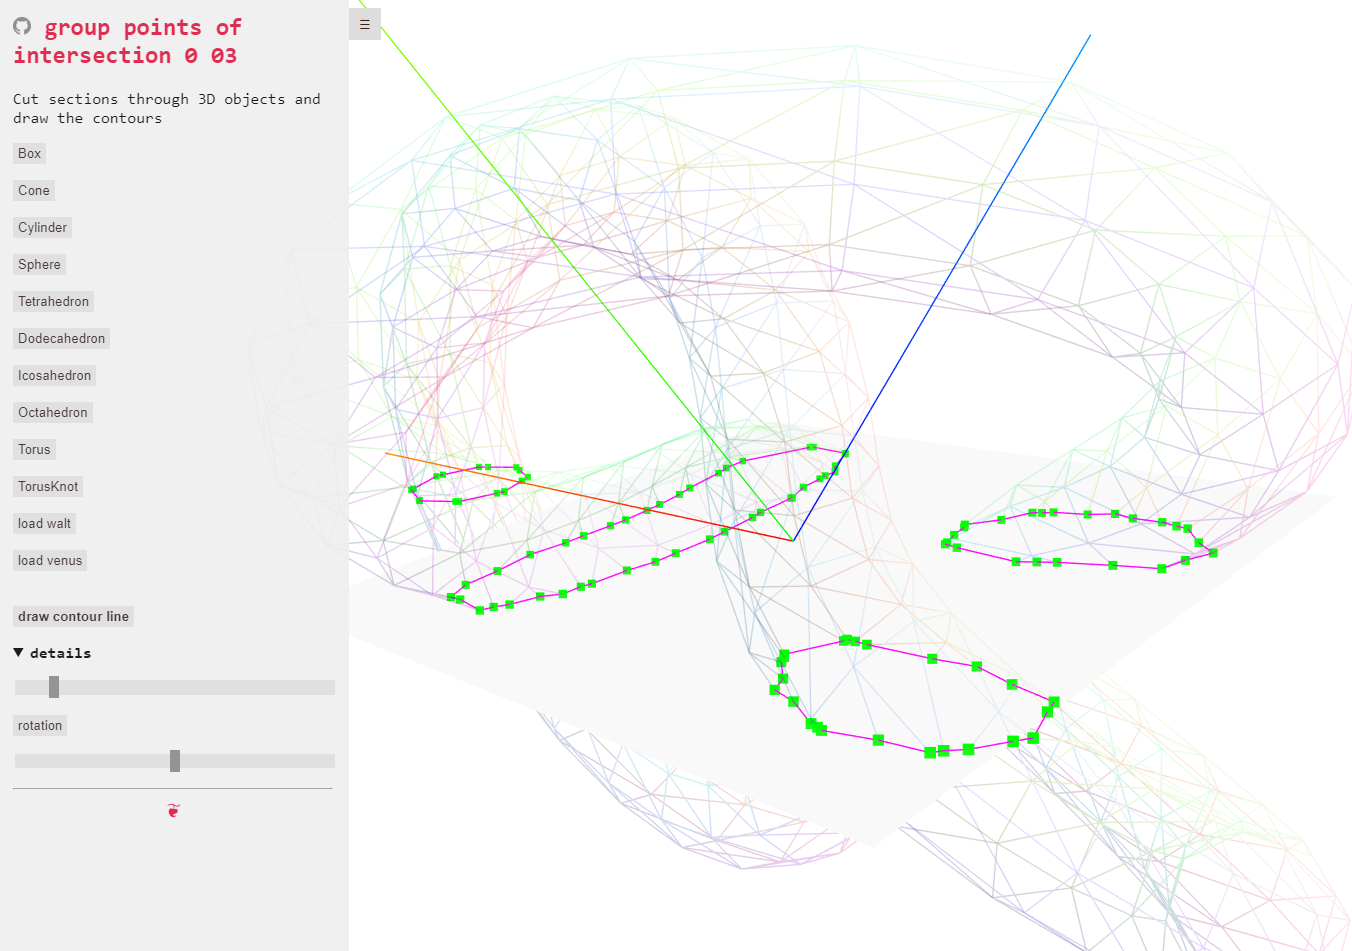 group points of
intersection 0 03
Cut sections through 3D objects and
draw the contours
Box
Cone
Cylinder
Sphere
Tetrahedron
Dodecahedron
Icosahedron
Octahedron
Torus
TorusKnot
load walt
load venus
draw contour line
▼ details
rotation